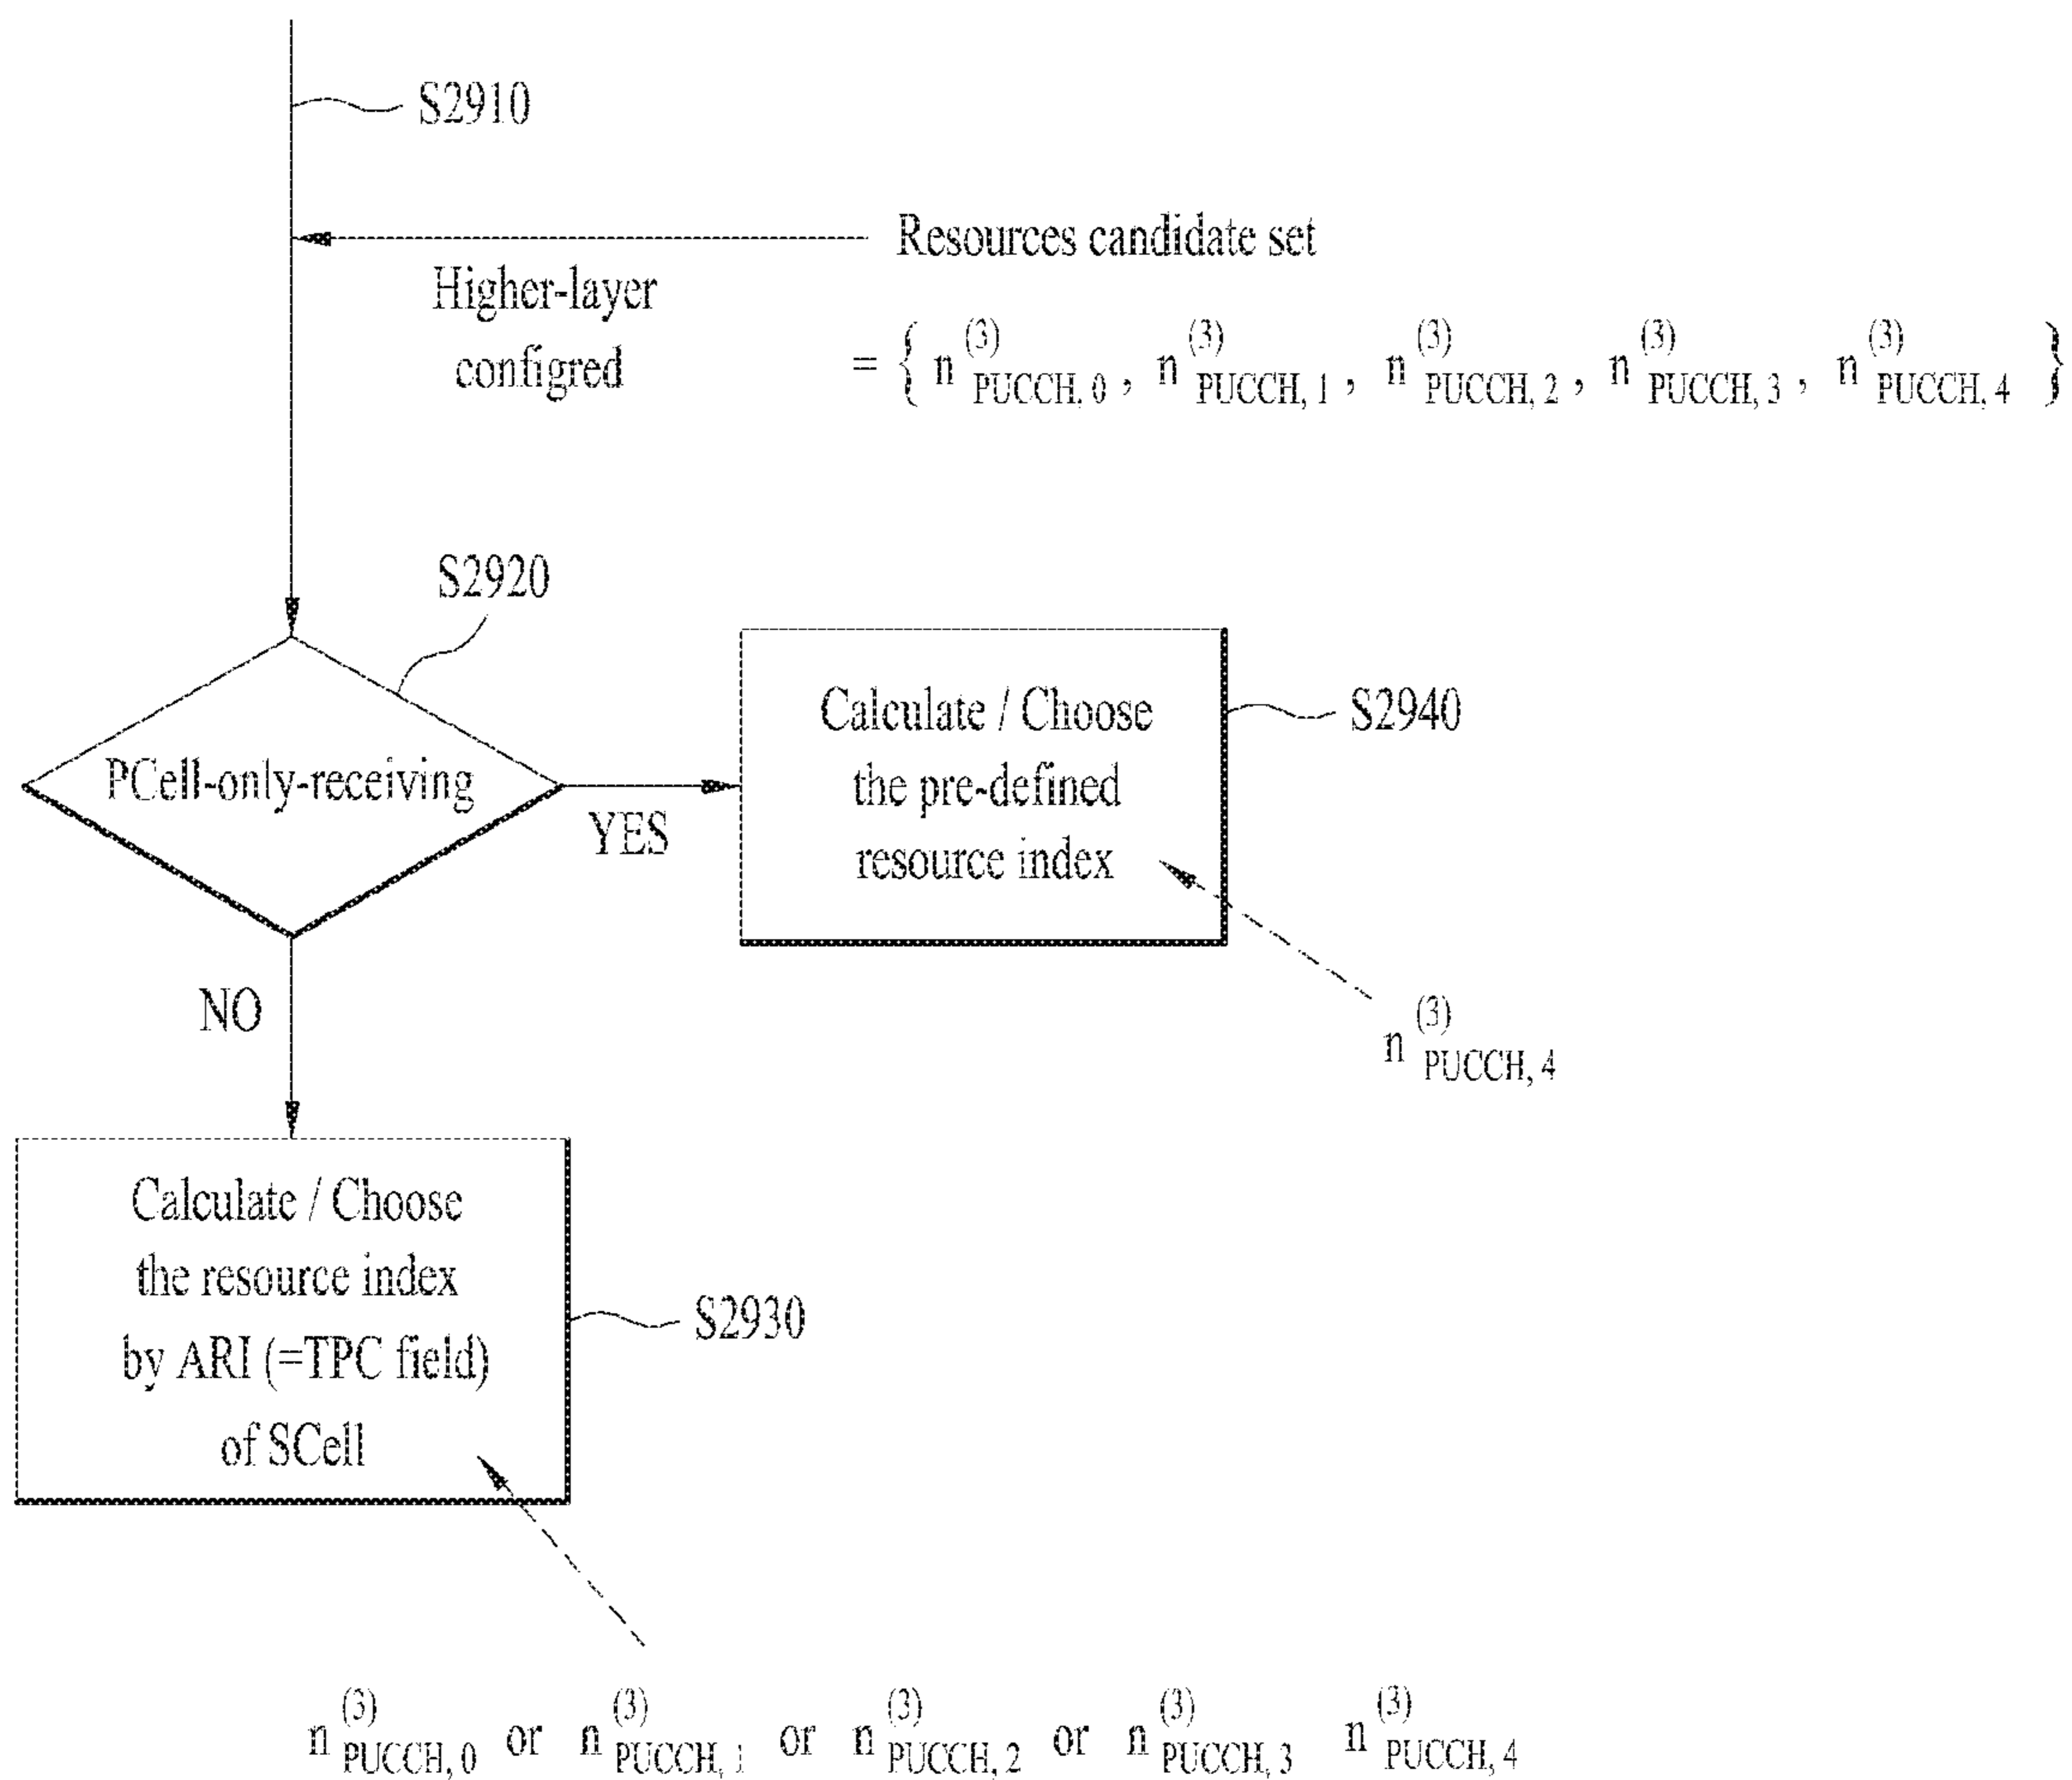 S2910
Resources candidate set
Higher-layer
configred
= { n^{(3)}_{PUCCH, 0}, n^{(3)}_{PUCCH, 1}, n^{(3)}_{PUCCH, 2}, n^{(3)}_{PUCCH, 3}, n^{(3)}_{PUCCH, 4} }
S2920
PCell-only-receiving
YES
NO
Calculate / Choose
the pre-defined
resource index
S2940
n^{(3)}_{PUCCH, 4}
Calculate / Choose
the resource index
by ARI (=TPC field)
of SCell
S2930
n^{(3)}_{PUCCH, 0} or n^{(3)}_{PUCCH, 1} or n^{(3)}_{PUCCH, 2} or n^{(3)}_{PUCCH, 3} n^{(3)}_{PUCCH, 4}